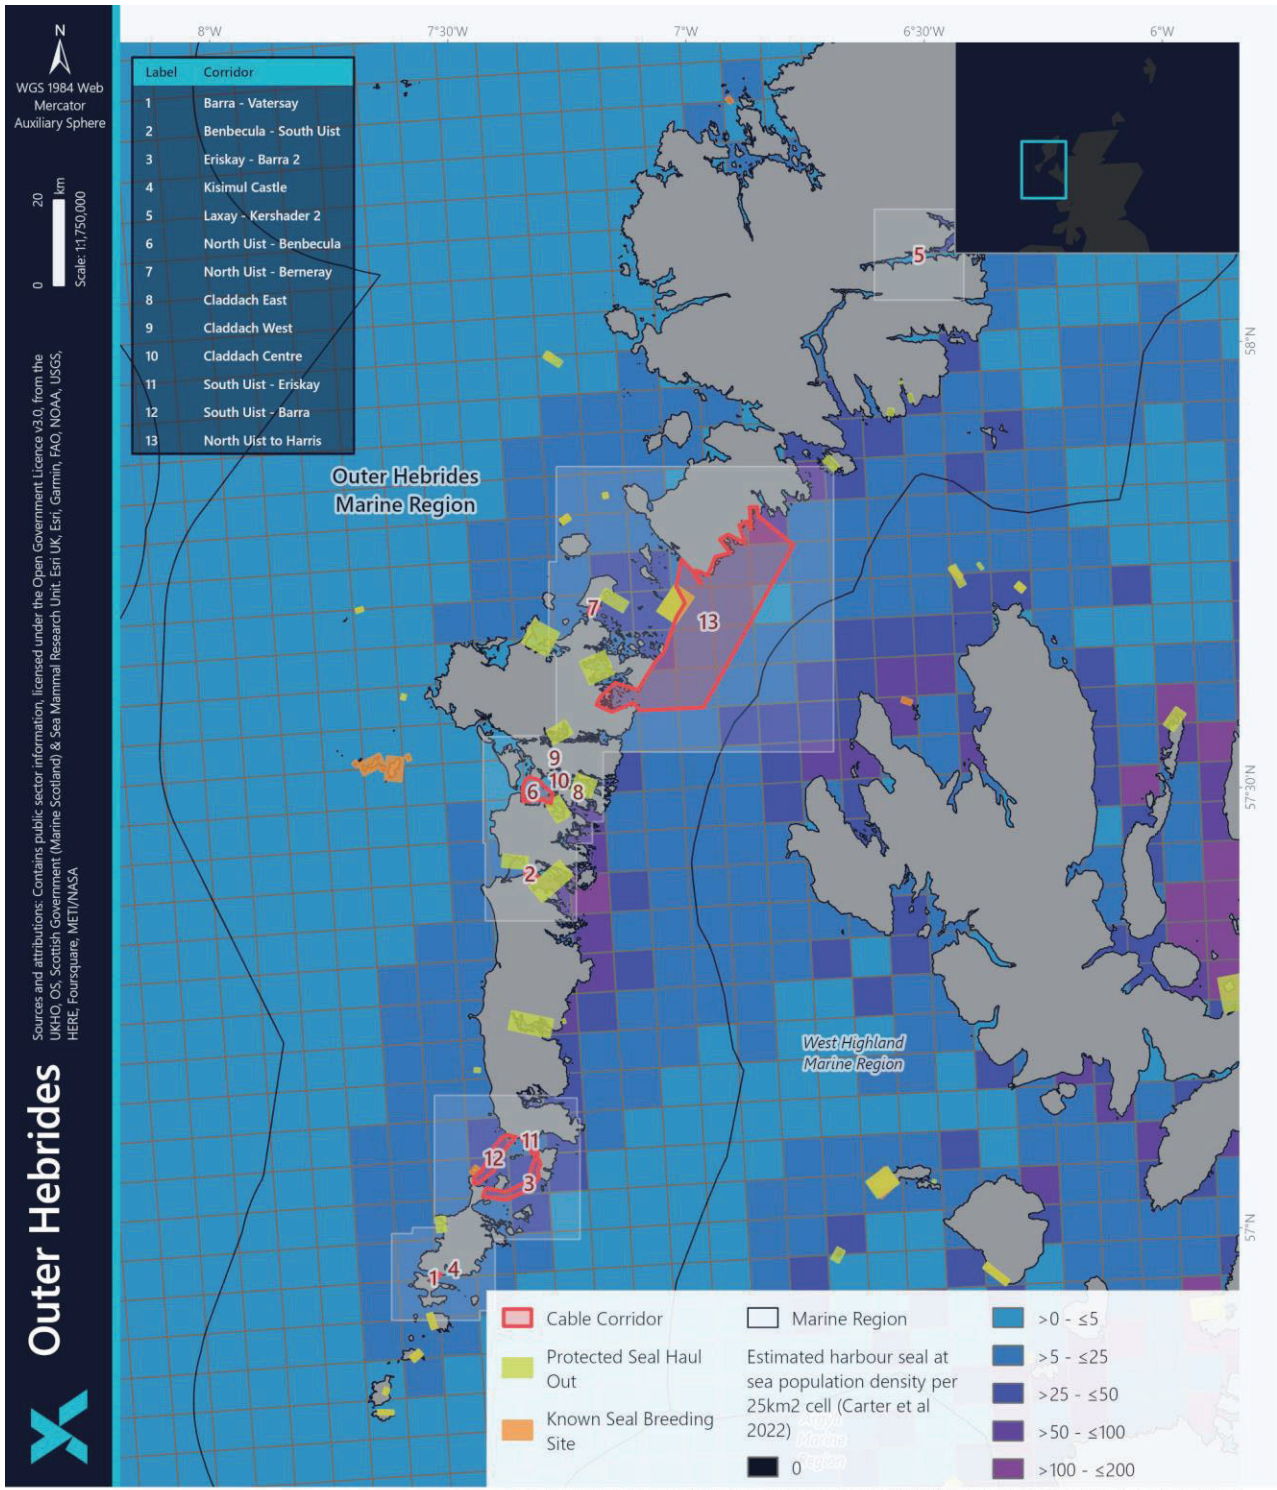 N
WGS 1984 Web
Mercator
Auxiliary Sphere
0 20 km
Scale: 1:1,750,000
Sources and attributions: Contains public sector information, licensed under the Open Government Licence v3.0, from the
UKHO, OS, Scottish Government (Marine Scotland) & Sea Mammal Research Unit. Esri UK, Esri, Garmin, FAO, NOAA, USGS,
HERE, Foursquare, METI/NASA
Outer Hebrides
8°W 7°30'W 7°W 6°30'W 6°W
Label Corridor
1 Barra - Vatersay
2 Benbecula - South Uist
3 Eriskay - Barra 2
4 Kisimul Castle
5 Laxay - Kershader 2
6 North Uist - Benbecula
7 North Uist - Berneray
8 Claddach East
9 Claddach West
10 Claddach Centre
11 South Uist - Eriskay
12 South Uist - Barra
13 North Uist to Harris
5
58°N
Outer Hebrides
Marine Region
7
13
9
10
6
8
57°30'N
2
West Highland
Marine Region
11
12
3
57°N
4
1
Cable Corridor
Protected Seal Haul
Out
Known Seal Breeding
Site
Marine Region
Estimated harbour seal at
sea population density per
25km2 cell (Carter et al
2022)
0
>0 - ≤5
>5 - ≤25
>25 - ≤50
>50 - ≤100
>100 - ≤200
Marine
Region